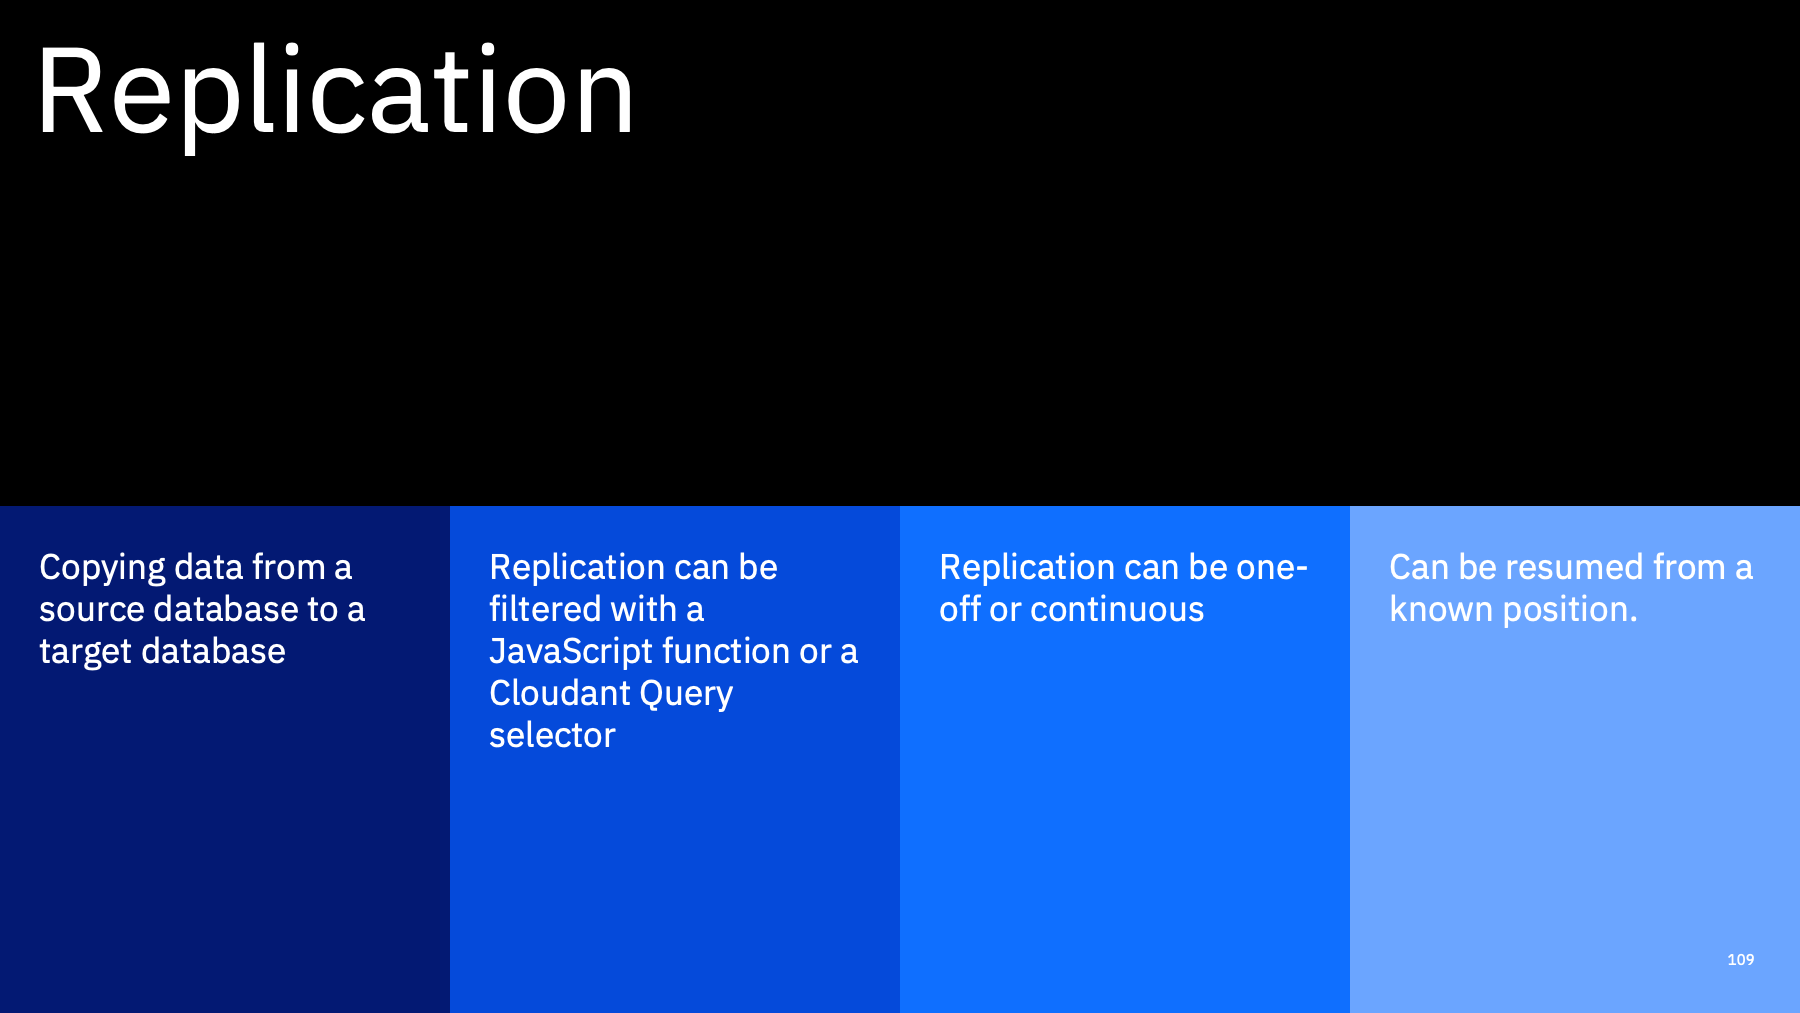 Replication
Copying data from a
source database to a
target database
Replication can be
filtered with a
JavaScript function or a
Cloudant Query
selector
Replication can be one-
off or continuous
Can be resumed from a
known position.
109